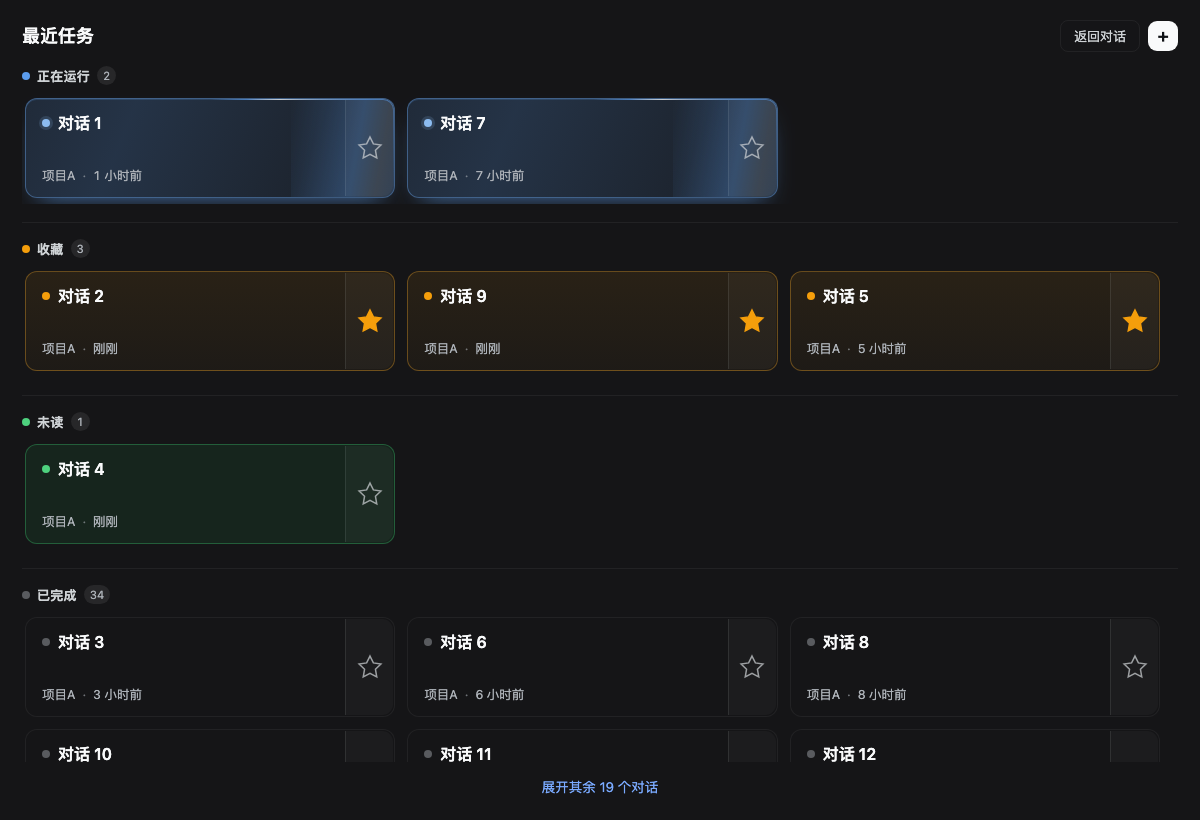 最近任务
返回对话
+
正在运行 2
对话 1
项目A · 1 小时前
对话 7
项目A · 7 小时前
收藏 3
对话 2
项目A · 刚刚
对话 9
项目A · 刚刚
对话 5
项目A · 5 小时前
未读 1
对话 4
项目A · 刚刚
已完成 34
对话 3
项目A · 3 小时前
对话 6
项目A · 6 小时前
对话 8
项目A · 8 小时前
对话 10
对话 11
对话 12
展开其余 19 个对话